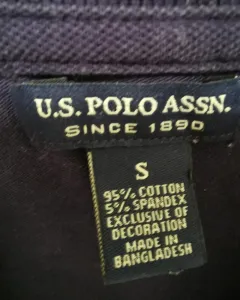 U.S. POLO ASSN.
SINCE 1890
S
95% COTTON
5% SPANDEX
EXCLUSIVE OF
DECORATION
MADE IN
BANGLADESH